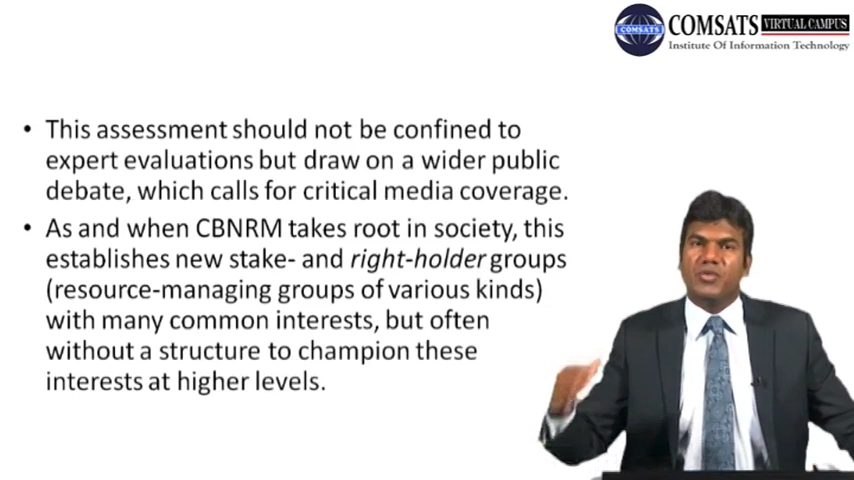 COMSATS VIRTUAL CAMPUS
COMSATS
Institute Of Information Technology
• This assessment should not be confined to
expert evaluations but draw on a wider public
debate, which calls for critical media coverage.
• As and when CBNRM takes root in society, this
establishes new stake- and right-holder groups
(resource-managing groups of various kinds)
with many common interests, but often
without a structure to champion these
interests at higher levels.